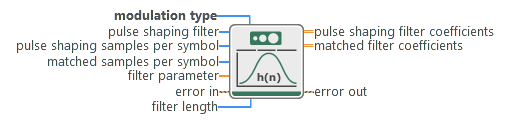 modulation type
pulse shaping filter
pulse shaping samples per symbol
matched samples per symbol
filter parameter
error in
filter length
h(n)
pulse shaping filter coefficients
matched filter coefficients
error out